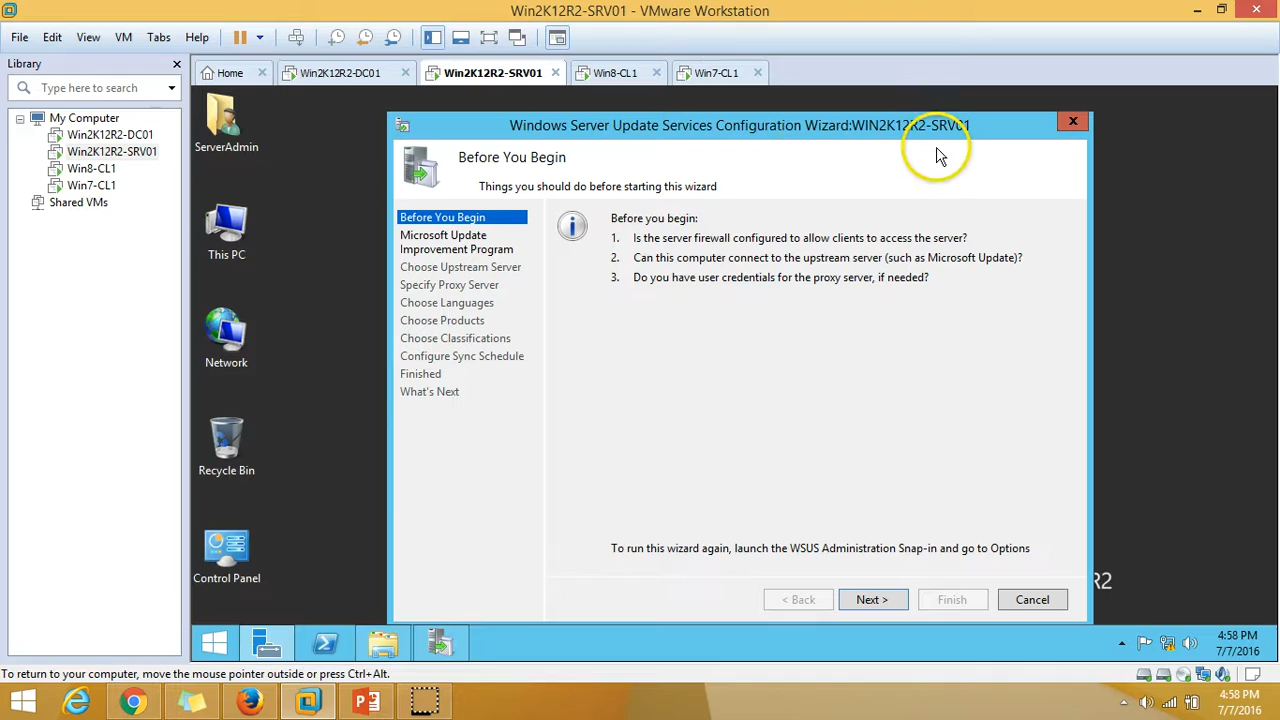 Win2K12R2-SRV01 - VMware Workstation
File Edit View VM Tabs Help
Library
Type here to search
My Computer
Win2K12R2-DC01
Win2K12R2-SRV01
Win8-CL1
Win7-CL1
Shared VMs
Home Win2K12R2-DC01 Win2K12R2-SRV01 Win8-CL1 Win7-CL1
ServerAdmin
This PC
Network
Recycle Bin
Control Panel
Windows Server Update Services Configuration Wizard:WIN2K12R2-SRV01
Before You Begin
Things you should do before starting this wizard
Before You Begin
Microsoft Update
Improvement Program
Choose Upstream Server
Specify Proxy Server
Choose Languages
Choose Products
Choose Classifications
Configure Sync Schedule
Finished
What's Next
Before you begin:
1. Is the server firewall configured to allow clients to access the server?
2. Can this computer connect to the upstream server (such as Microsoft Update)?
3. Do you have user credentials for the proxy server, if needed?
To run this wizard again, launch the WSUS Administration Snap-in and go to Options
< Back Next > Finish Cancel
R2
4:58 PM
7/7/2016
To return to your computer, move the mouse pointer outside or press Ctrl+Alt.
4:58 PM
7/7/2016